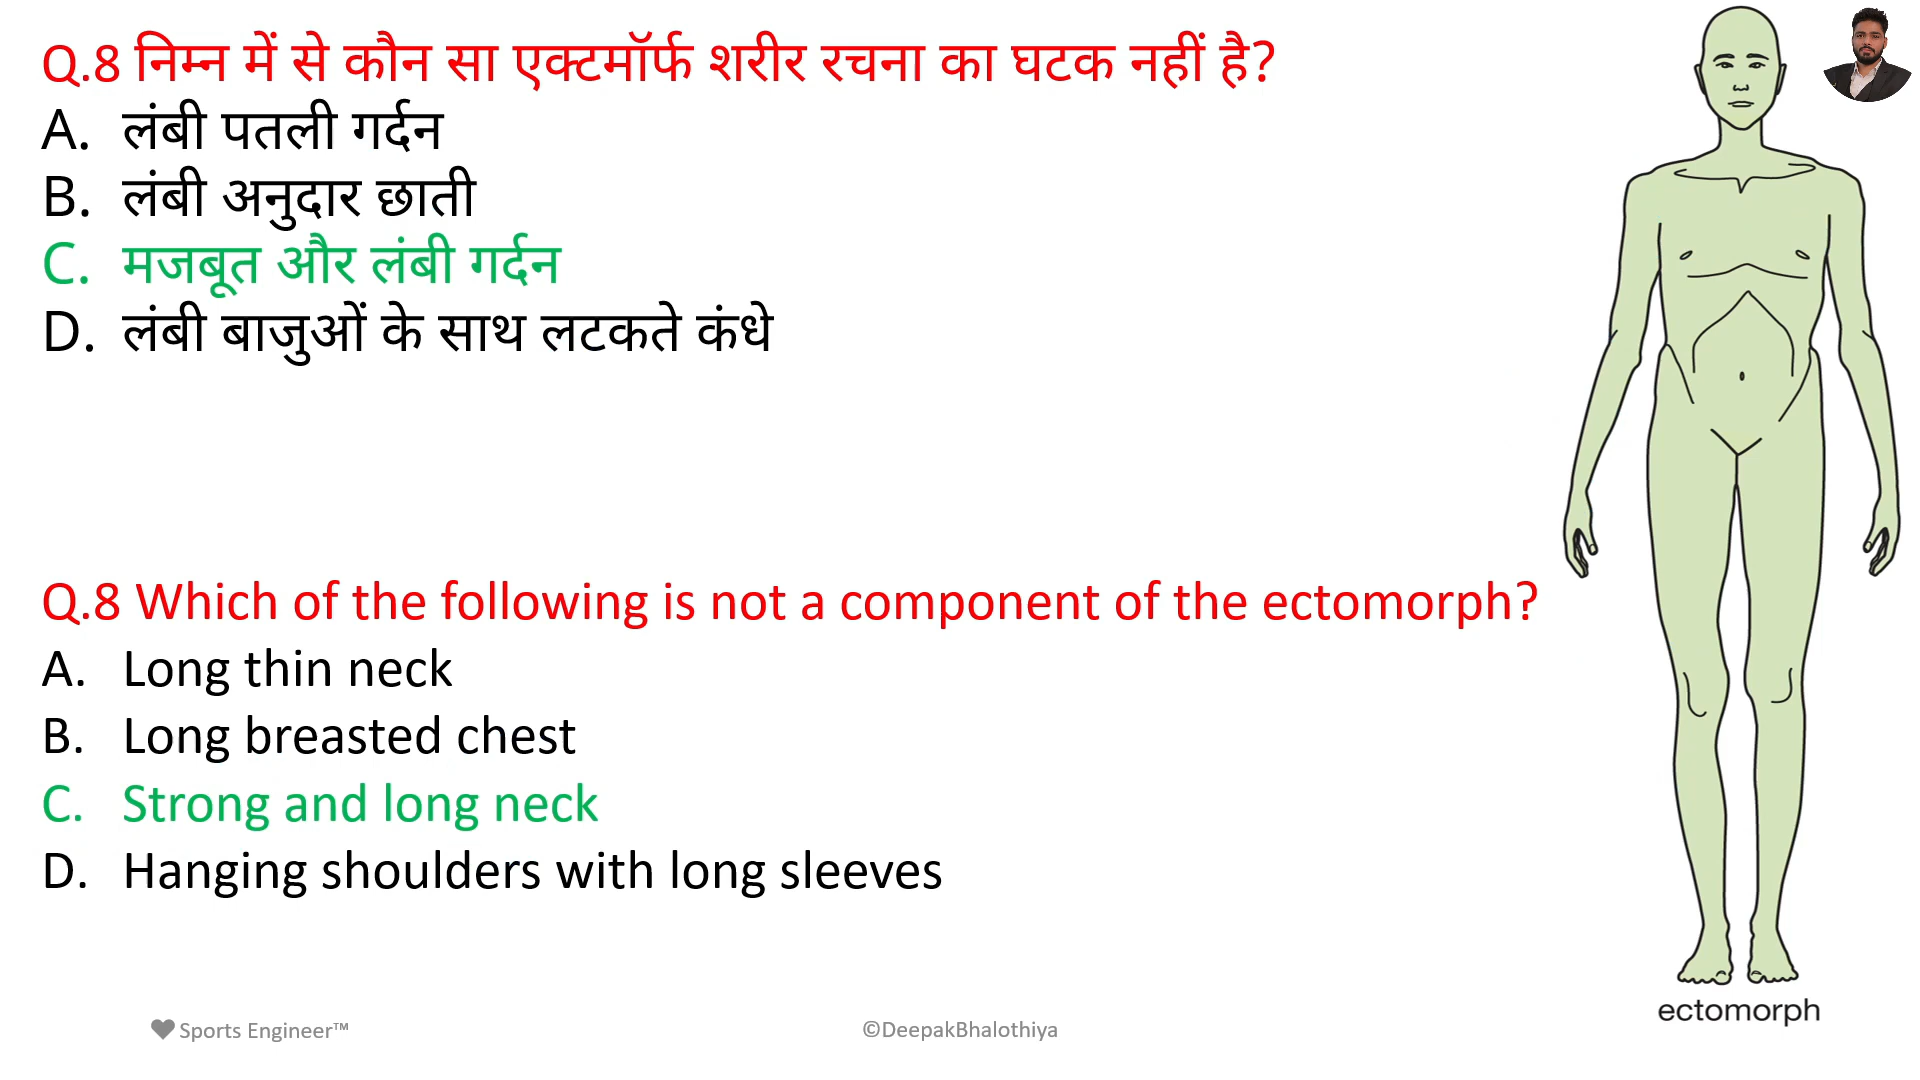 Q.8 निम्न में से कौन सा एक्टमॉर्फ शरीर रचना का घटक नहीं है?
A. लंबी पतली गर्दन
B. लंबी अनुदार छाती
C. मजबूत और लंबी गर्दन
D. लंबी बाजुओं के साथ लटकते कंधे
Q.8 Which of the following is not a component of the ectomorph?
A. Long thin neck
B. Long breasted chest
C. Strong and long neck
D. Hanging shoulders with long sleeves
ectomorph
♥ Sports Engineer™
©DeepakBhalothiya